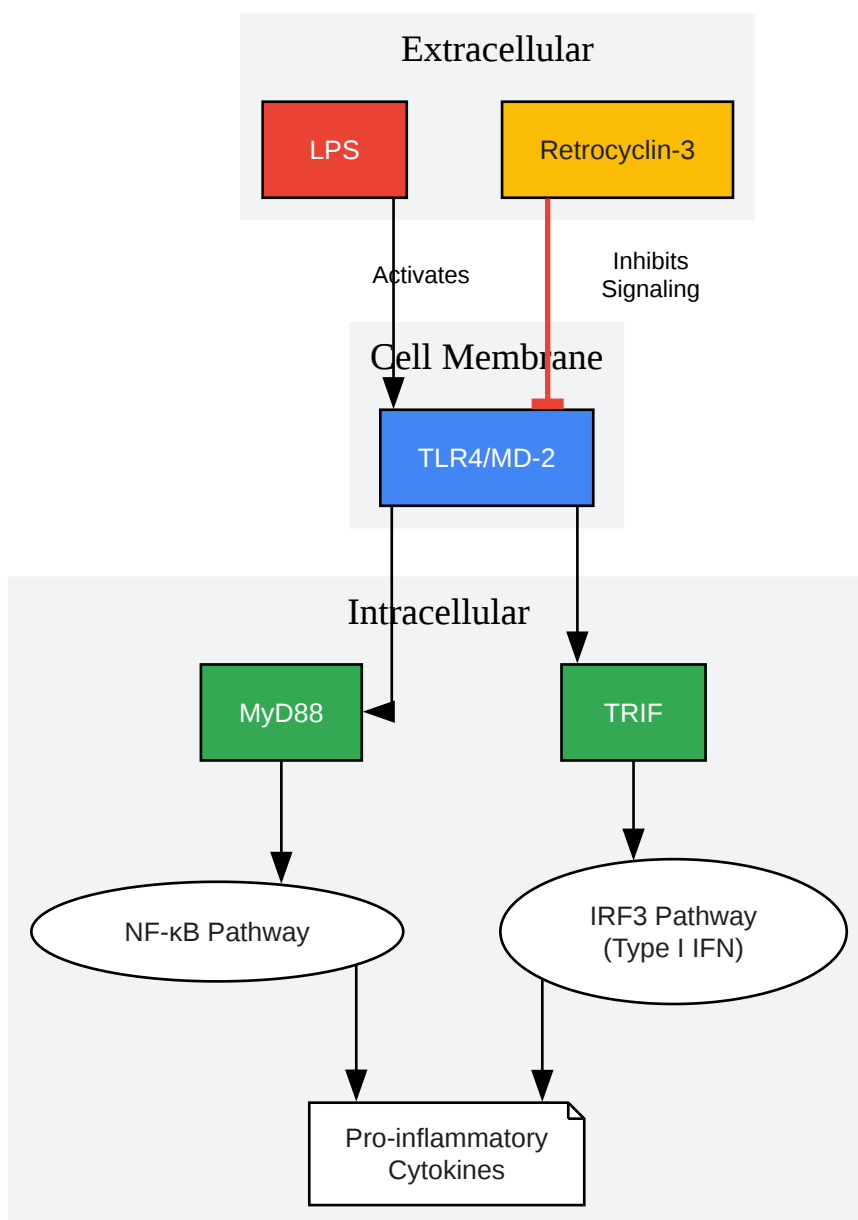 Extracellular
LPS
Retrocyclin-3
Activates
Inhibits
Signaling
Cell Membrane
TLR4/MD-2
Intracellular
MyD88
TRIF
NF-κB Pathway
IRF3 Pathway
(Type I IFN)
Pro-inflammatory
Cytokines